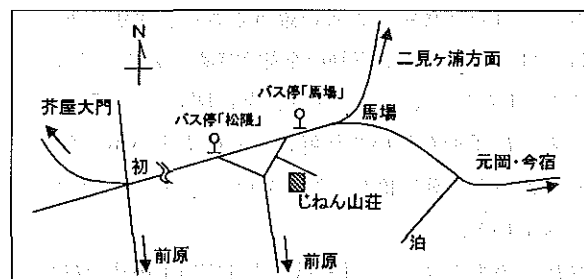 N
二見ヶ浦方面
芥屋大門
バス停「松隈」
バス停「馬場」
初
馬場
元岡・今宿
じねん山荘
前原
前原
泊